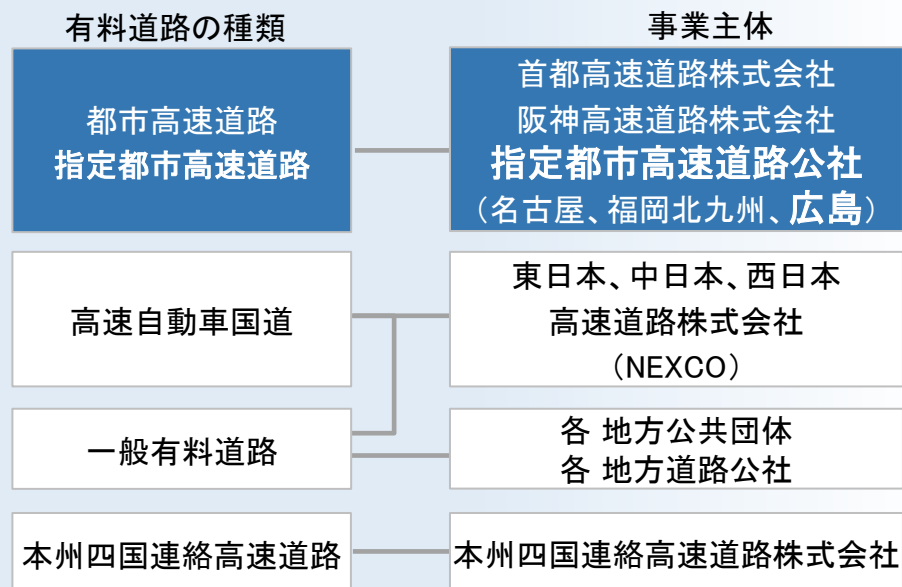 有料道路の種類
事業主体
都市高速道路
指定都市高速道路
首都高速道路株式会社
阪神高速道路株式会社
指定都市高速道路公社
（名古屋、福岡北九州、広島）
高速自動車国道
東日本、中日本、西日本
高速道路株式会社
（NEXCO）
一般有料道路
各 地方公共団体
各 地方道路公社
本州四国連絡高速道路
本州四国連絡高速道路株式会社